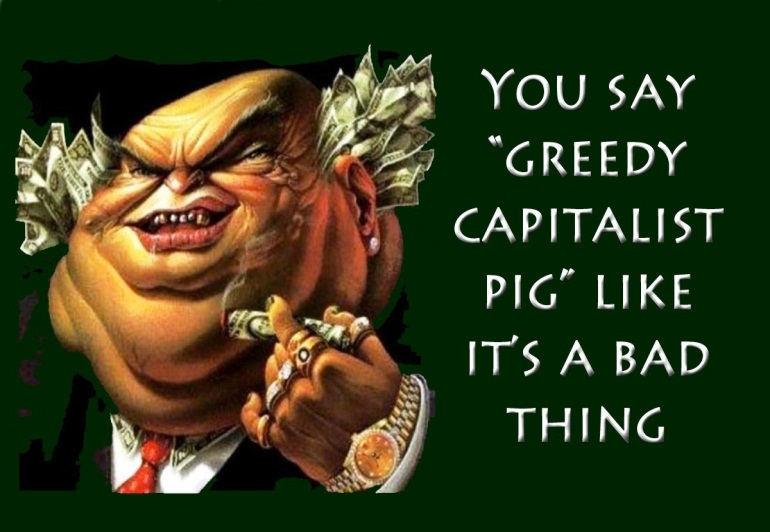 You say
“greedy
capitalist
pig” like
it’s a bad
thing